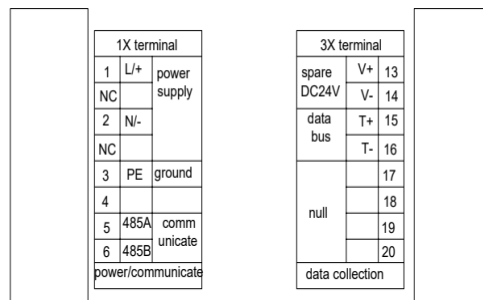 1X terminal
1 L/+ power
NC supply
2 N/-
NC
3 PE ground
4
5 485A comm
6 485B unicate
power/communicate
3X terminal
spare V+ 13
DC24V V- 14
data T+ 15
bus T- 16
17
null 18
19
20
data collection